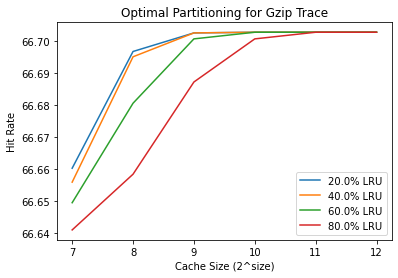 Optimal Partitioning for Gzip Trace
66.70
66.69
66.68
66.67
66.66
66.65
66.64
Hit Rate
20.0% LRU
40.0% LRU
60.0% LRU
80.0% LRU
7 8 9 10 11 12
Cache Size (2^size)